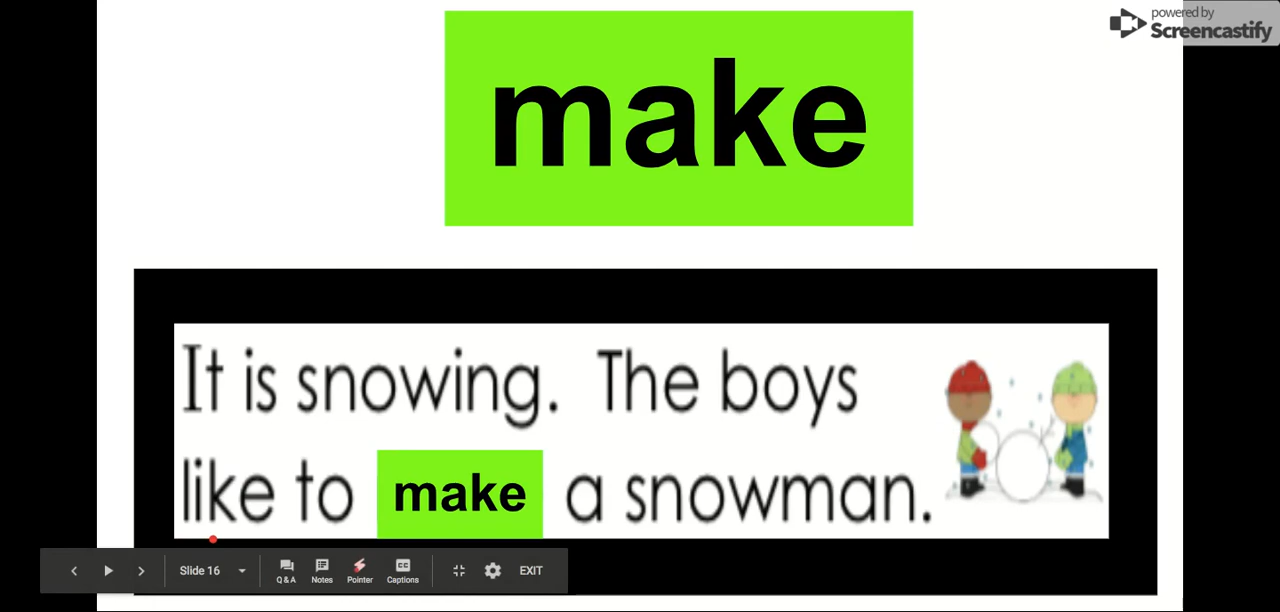 powered by
Screencastify
make
It is snowing. The boys
like to make a snowman.
Slide 16
Q & A
Notes
Pointer
Captions
EXIT